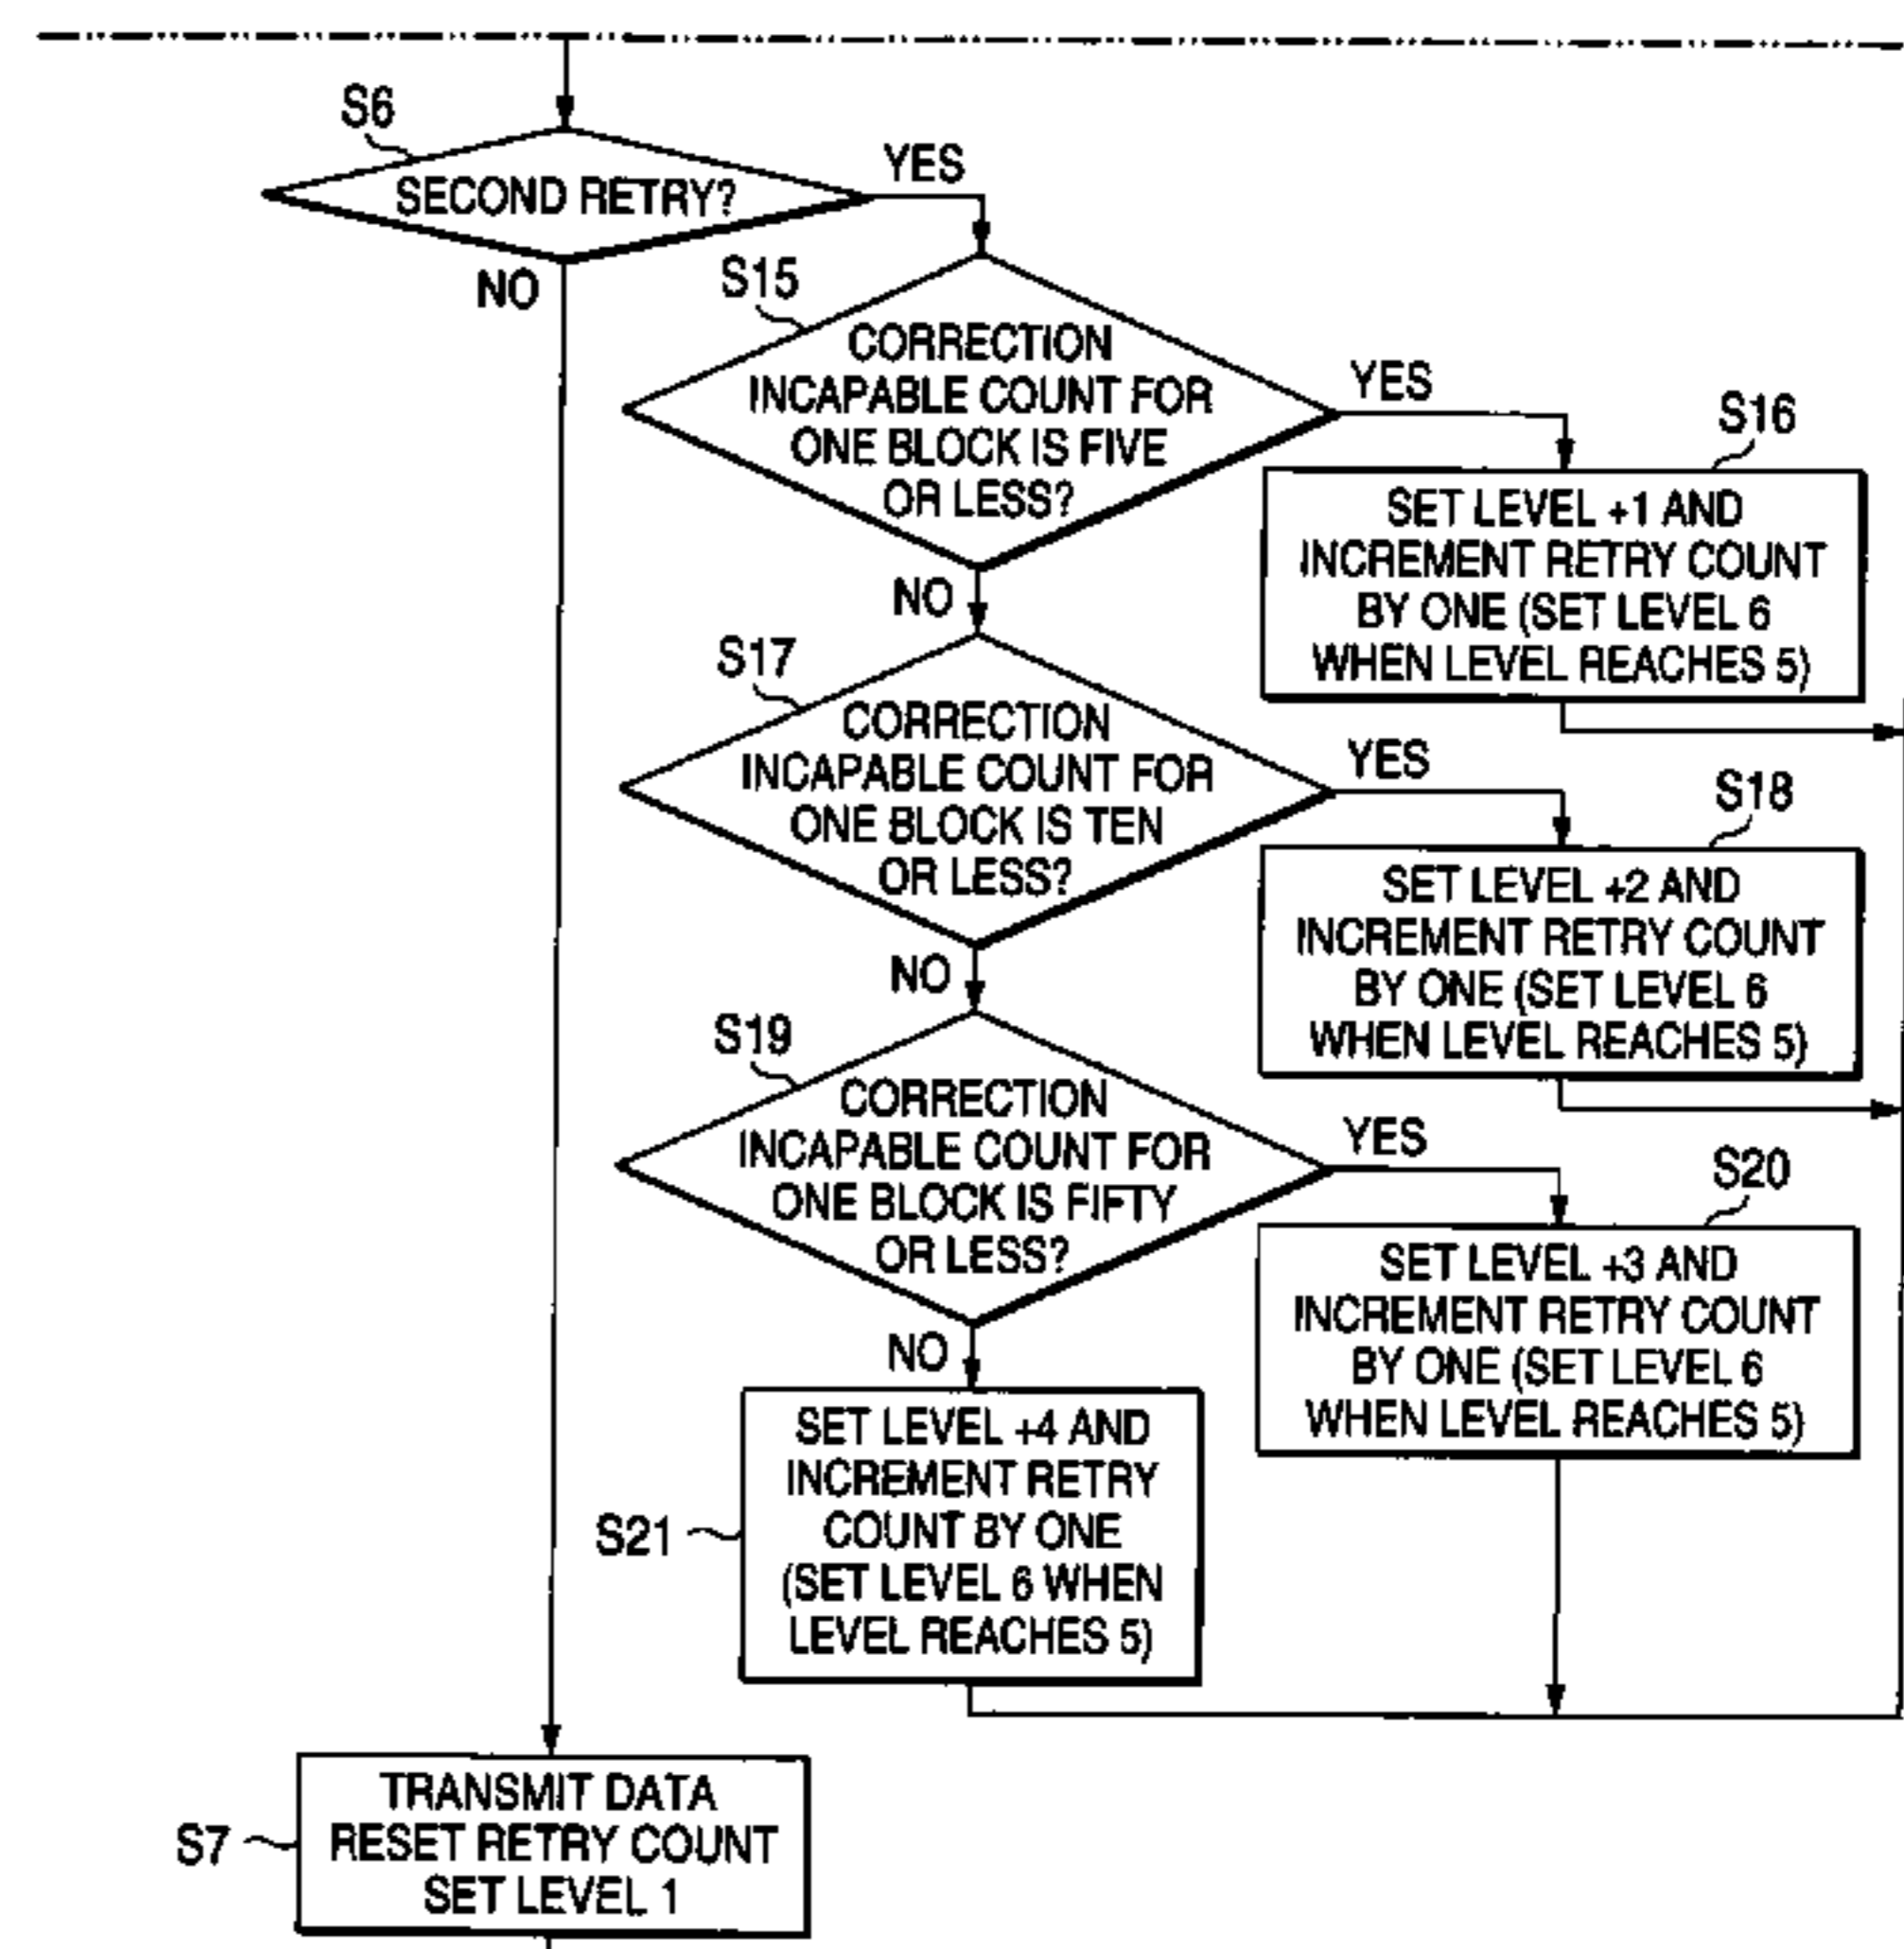 S6
SECOND RETRY?
YES
NO
S15
CORRECTION
INCAPABLE COUNT FOR
ONE BLOCK IS FIVE
OR LESS?
YES
NO
S16
SET LEVEL +1 AND
INCREMENT RETRY COUNT
BY ONE (SET LEVEL 6
WHEN LEVEL REACHES 5)
S17
CORRECTION
INCAPABLE COUNT FOR
ONE BLOCK IS TEN
OR LESS?
YES
NO
S18
SET LEVEL +2 AND
INCREMENT RETRY COUNT
BY ONE (SET LEVEL 6
WHEN LEVEL REACHES 5)
S19
CORRECTION
INCAPABLE COUNT FOR
ONE BLOCK IS FIFTY
OR LESS?
YES
NO
S20
SET LEVEL +3 AND
INCREMENT RETRY COUNT
BY ONE (SET LEVEL 6
WHEN LEVEL REACHES 5)
S21
SET LEVEL +4 AND
INCREMENT RETRY
COUNT BY ONE
(SET LEVEL 6 WHEN
LEVEL REACHES 5)
S7
TRANSMIT DATA
RESET RETRY COUNT
SET LEVEL 1